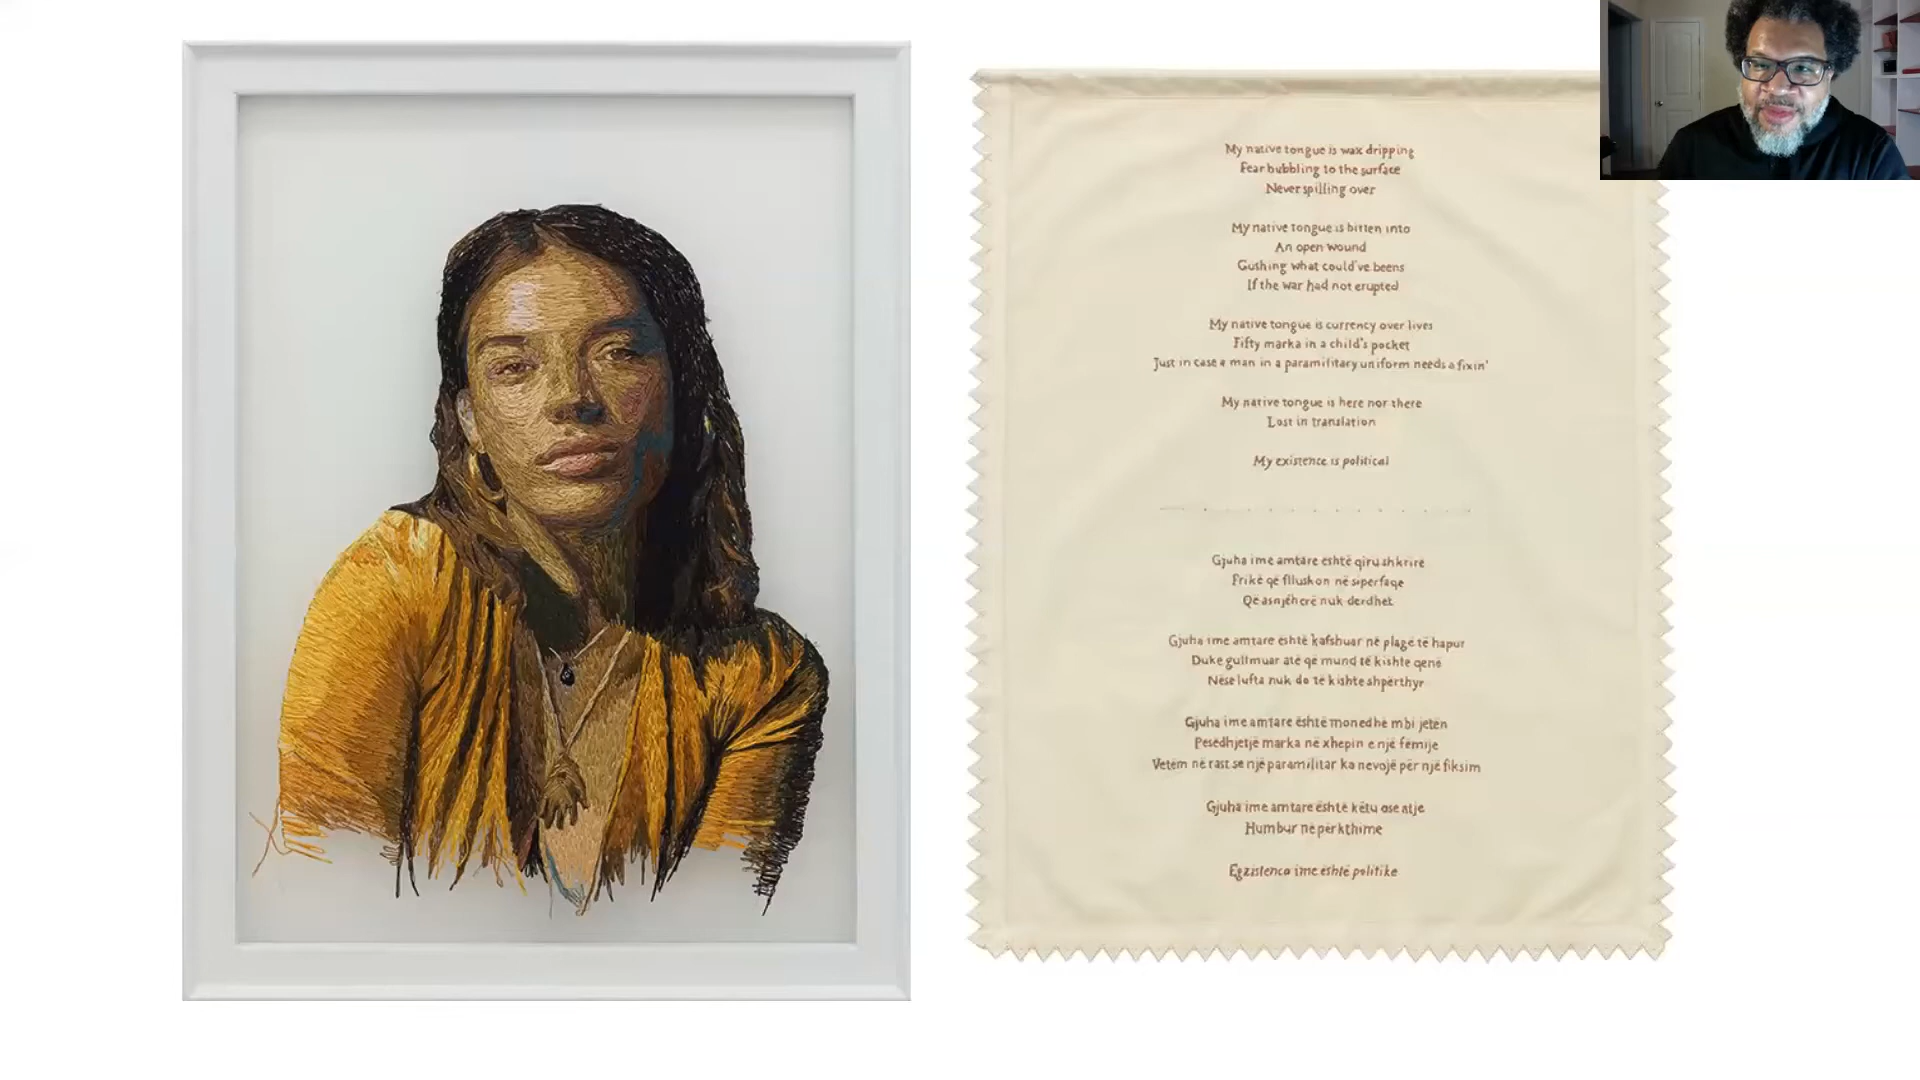 My native tongue is wax dripping
Fear bubbling to the surface
Never spilling over
My native tongue is bitten into
An open wound
Gushing what could've beens
If the war had not erupted
My native tongue is currency over lives
Fifty marka in a child's pocket
Just in case a man in a paramilitary uniform needs a fixin'
My native tongue is here nor there
Lost in translation
My existence is political
Gjuha ime amtare është qiru shkrirë
Frikë që fllushon në siperfaqe
Që asnjëherë nuk derdhet
Gjuha ime amtare është kafshuar në plagë të hapur
Duke gullmuar atë që mund të kishte qenë
Nëse lufta nuk do të kishte shpërthyr
Gjuha ime amtare është monedhë mbi jetën
Pesëdhjetjë marka në xhepin e një fëmije
Vetëm në rast se një paramilitar ka nevojë për një fiksim
Gjuha ime amtare është këtu ose atje
Humbur në përkthime
Egzistenca ime është politike